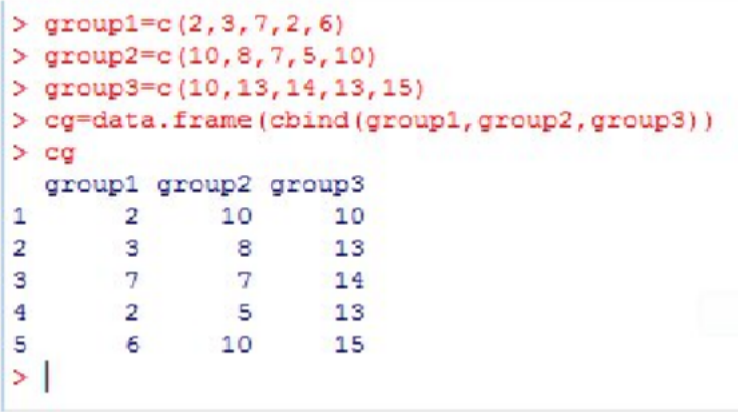 > group1=c(2,3,7,2,6)
> group2=c(10,8,7,5,10)
> group3=c(10,13,14,13,15)
> cg=data.frame(cbind(group1,group2,group3))
> cg
  group1 group2 group3
1      2     10     10
2      3      8     13
3      7      7     14
4      2      5     13
5      6     10     15
>